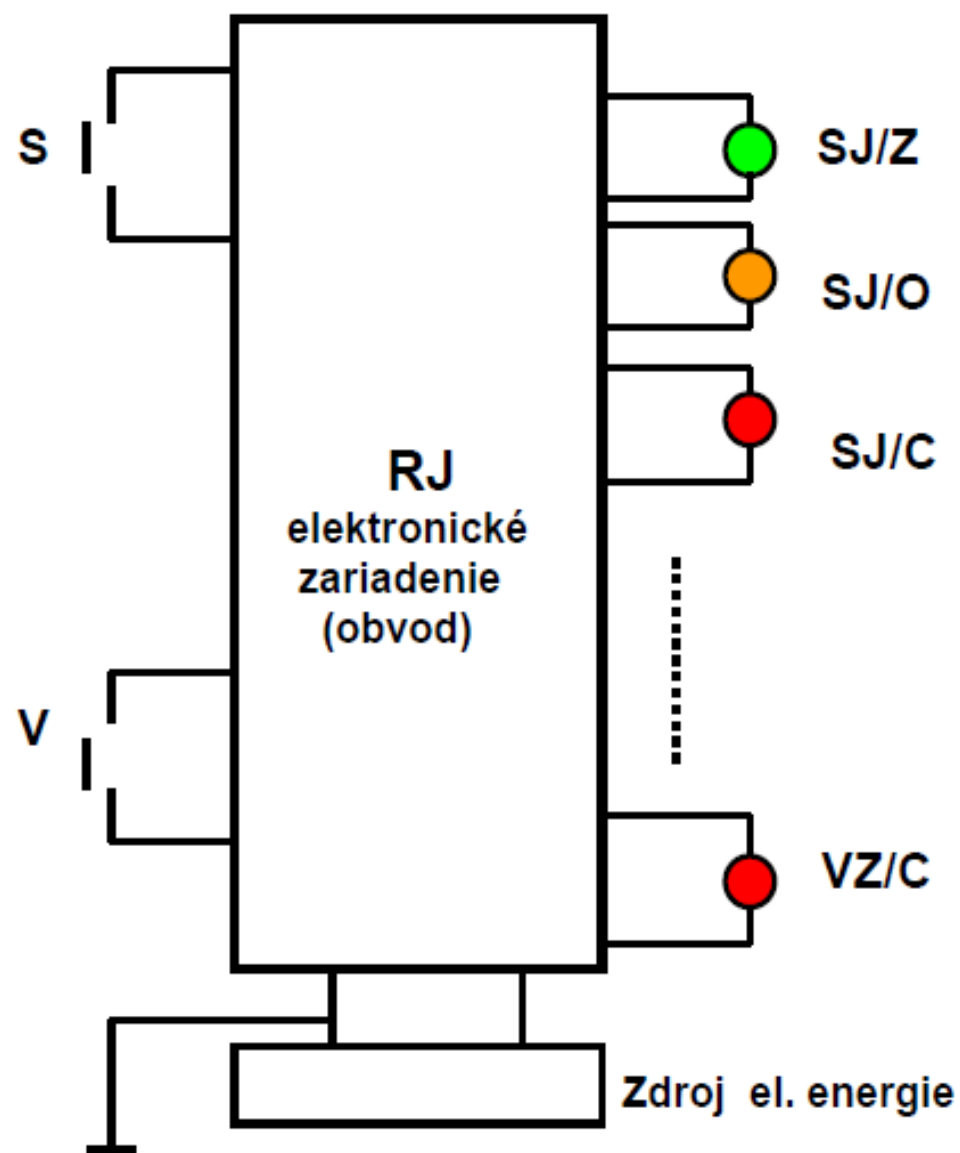 S
SJ/Z
SJ/O
SJ/C
RJ
elektronické
zariadenie
(obvod)
V
VZ/C
Zdroj el. energie